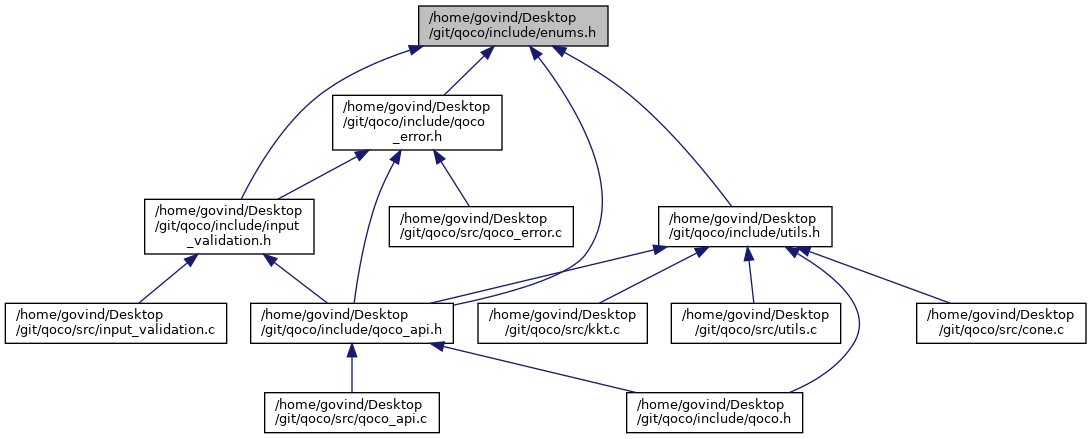 /home/govind/Desktop
/git/qoco/include/enums.h
/home/govind/Desktop
/git/qoco/include/qoco
_error.h
/home/govind/Desktop
/git/qoco/include/input
_validation.h
/home/govind/Desktop
/git/qoco/src/qoco_error.c
/home/govind/Desktop
/git/qoco/include/utils.h
/home/govind/Desktop
/git/qoco/src/input_validation.c
/home/govind/Desktop
/git/qoco/include/qoco_api.h
/home/govind/Desktop
/git/qoco/src/kkt.c
/home/govind/Desktop
/git/qoco/src/utils.c
/home/govind/Desktop
/git/qoco/src/cone.c
/home/govind/Desktop
/git/qoco/src/qoco_api.c
/home/govind/Desktop
/git/qoco/include/qoco.h